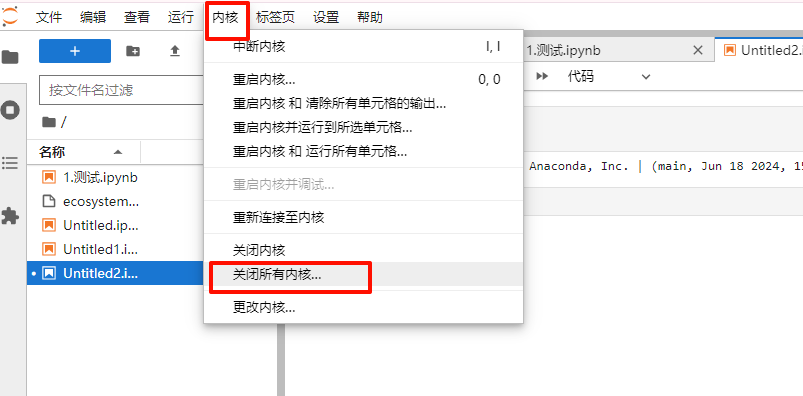 文件 编辑 查看 运行 内核 标签页 设置 帮助
中断内核 I, I
重启内核... 0, 0
重启内核 和 清除所有单元格的输出...
重启内核并运行到所选单元格...
重启内核 和 运行所有单元格...
重启内核并调试...
重新连接至内核
关闭内核
关闭所有内核...
更改内核...
按文件名过滤
/
名称
1.测试.ipynb
ecosystem...
Untitled.ip...
Untitled1.i...
Untitled2.i...
1.测试.ipynb
Untitled2.i
代码
Anaconda, Inc. | (main, Jun 18 2024, 15